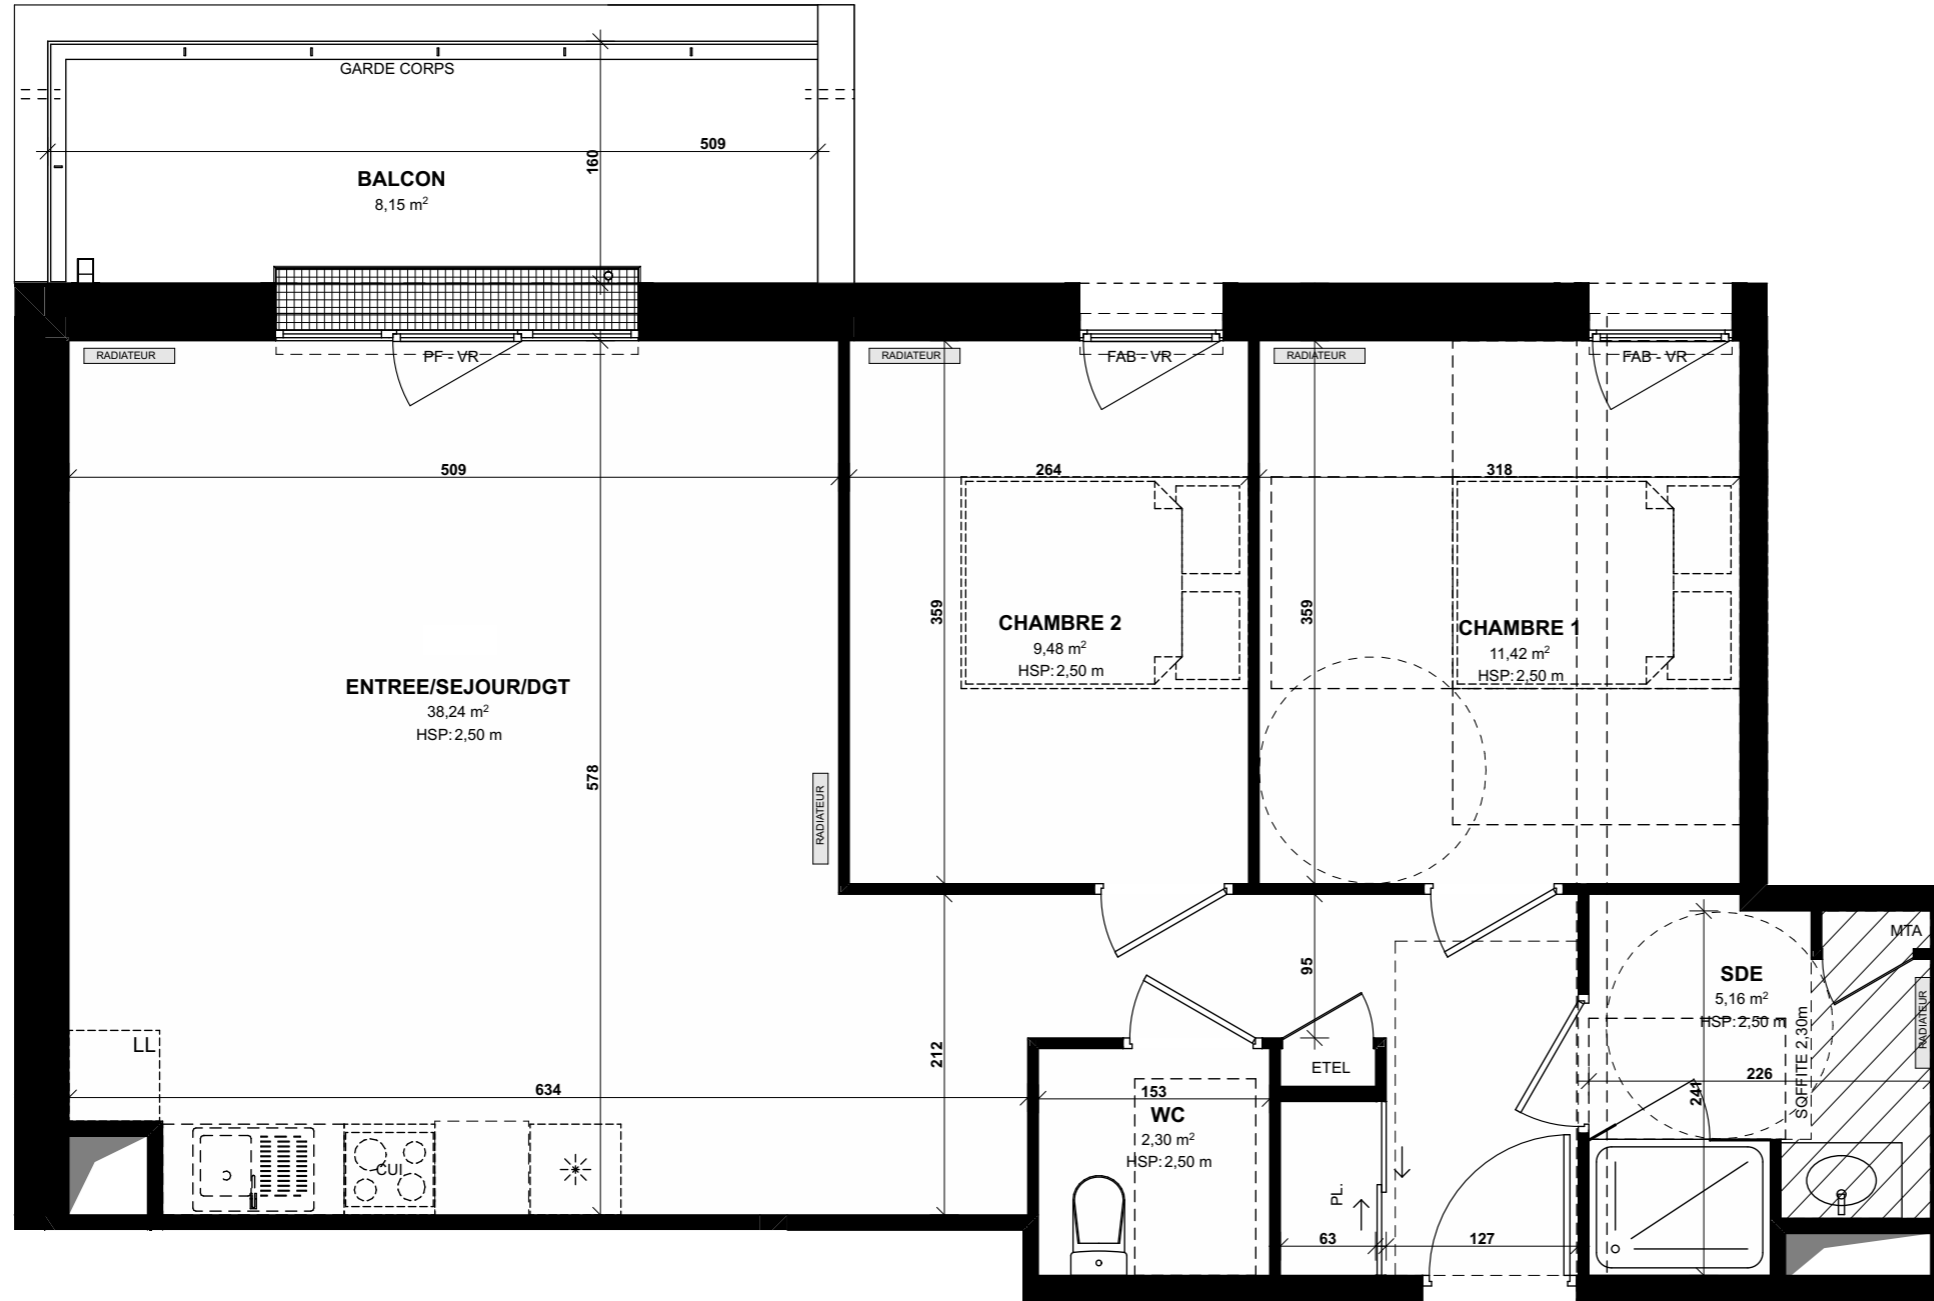 GARDE CORPS
509
160
BALCON
8,15 m²
RADIATEUR
PF - VR
RADIATEUR
FAB - VR
RADIATEUR
FAB - VR
509
264
318
359
359
CHAMBRE 2
9,48 m²
HSP: 2,50 m
CHAMBRE 1
11,42 m²
HSP: 2,50 m
ENTREE/SEJOUR/DGT
38,24 m²
HSP: 2,50 m
578
RADIATEUR
MTA
95
SDE
5,16 m²
HSP: 2,50 m
RADIATEUR
SOFFITE 2,30m
LL
212
ETEL
226
241
634
153
WC
2,30 m²
HSP: 2,50 m
CUI
PL.
63
127